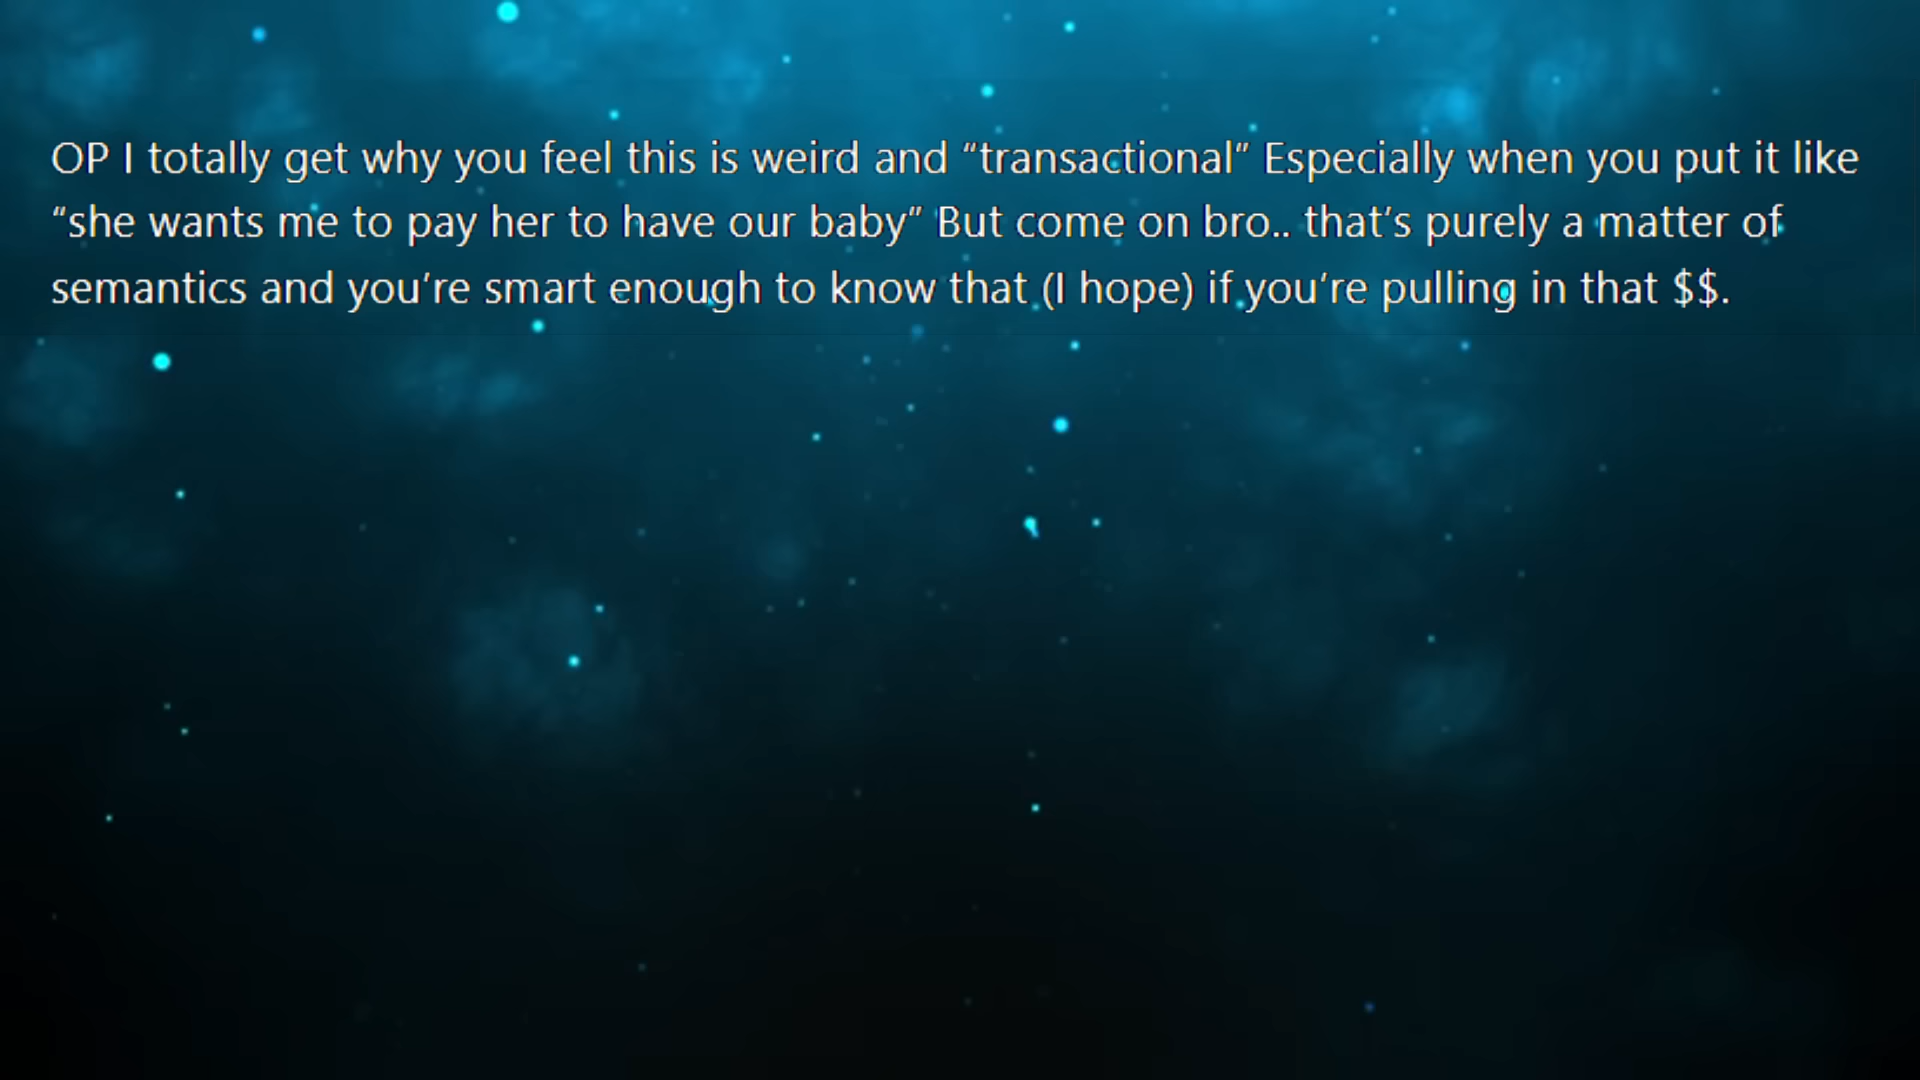 OP I totally get why you feel this is weird and “transactional” Especially when you put it like
“she wants me to pay her to have our baby” But come on bro.. that’s purely a matter of
semantics and you’re smart enough to know that (I hope) if you’re pulling in that $$.